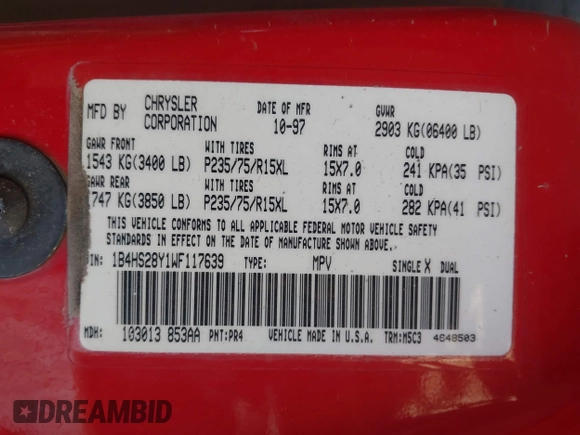 MFD BY CHRYSLER CORPORATION DATE OF MFR 10-97 GVWR 2903 KG(06400 LB)
GAWR FRONT WITH TIRES RIMS AT COLD
1543 KG(3400 LB) P235/75/R15XL 15X7.0 241 KPA(35 PSI)
GAWR REAR WITH TIRES RIMS AT COLD
1747 KG(3850 LB) P235/75/R15XL 15X7.0 282 KPA(41 PSI)
THIS VEHICLE CONFORMS TO ALL APPLICABLE FEDERAL MOTOR VEHICLE SAFETY
STANDARDS IN EFFECT ON THE DATE OF MANUFACTURE SHOWN ABOVE.
VIN: 1B4HS28Y1WF117639 TYPE: MPV SINGLE X DUAL
MDH: 103013 853AA PNT:PR4 VEHICLE MADE IN U.S.A. TRM:M5C3 4648503
DREAMBID